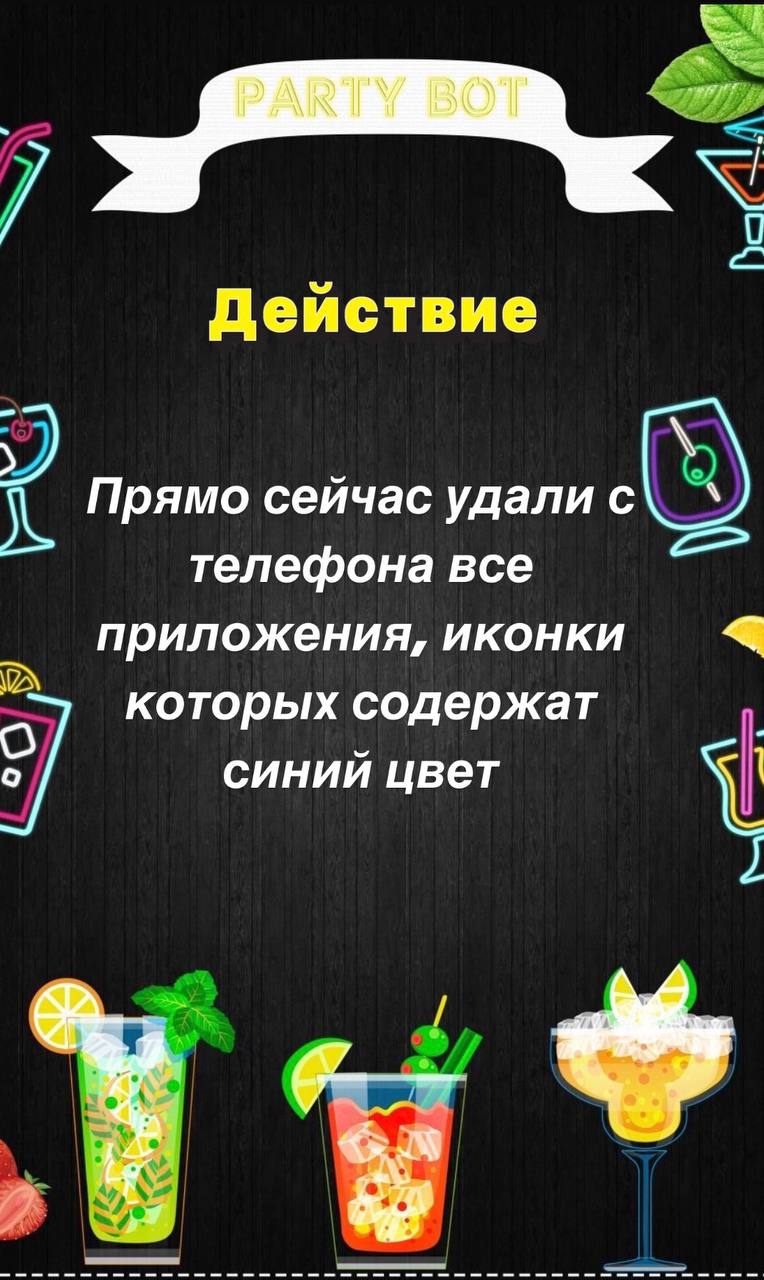 PARTY BOT
Действие
Прямо сейчас удали с
телефона все
приложения, иконки
которых содержат
синий цвет